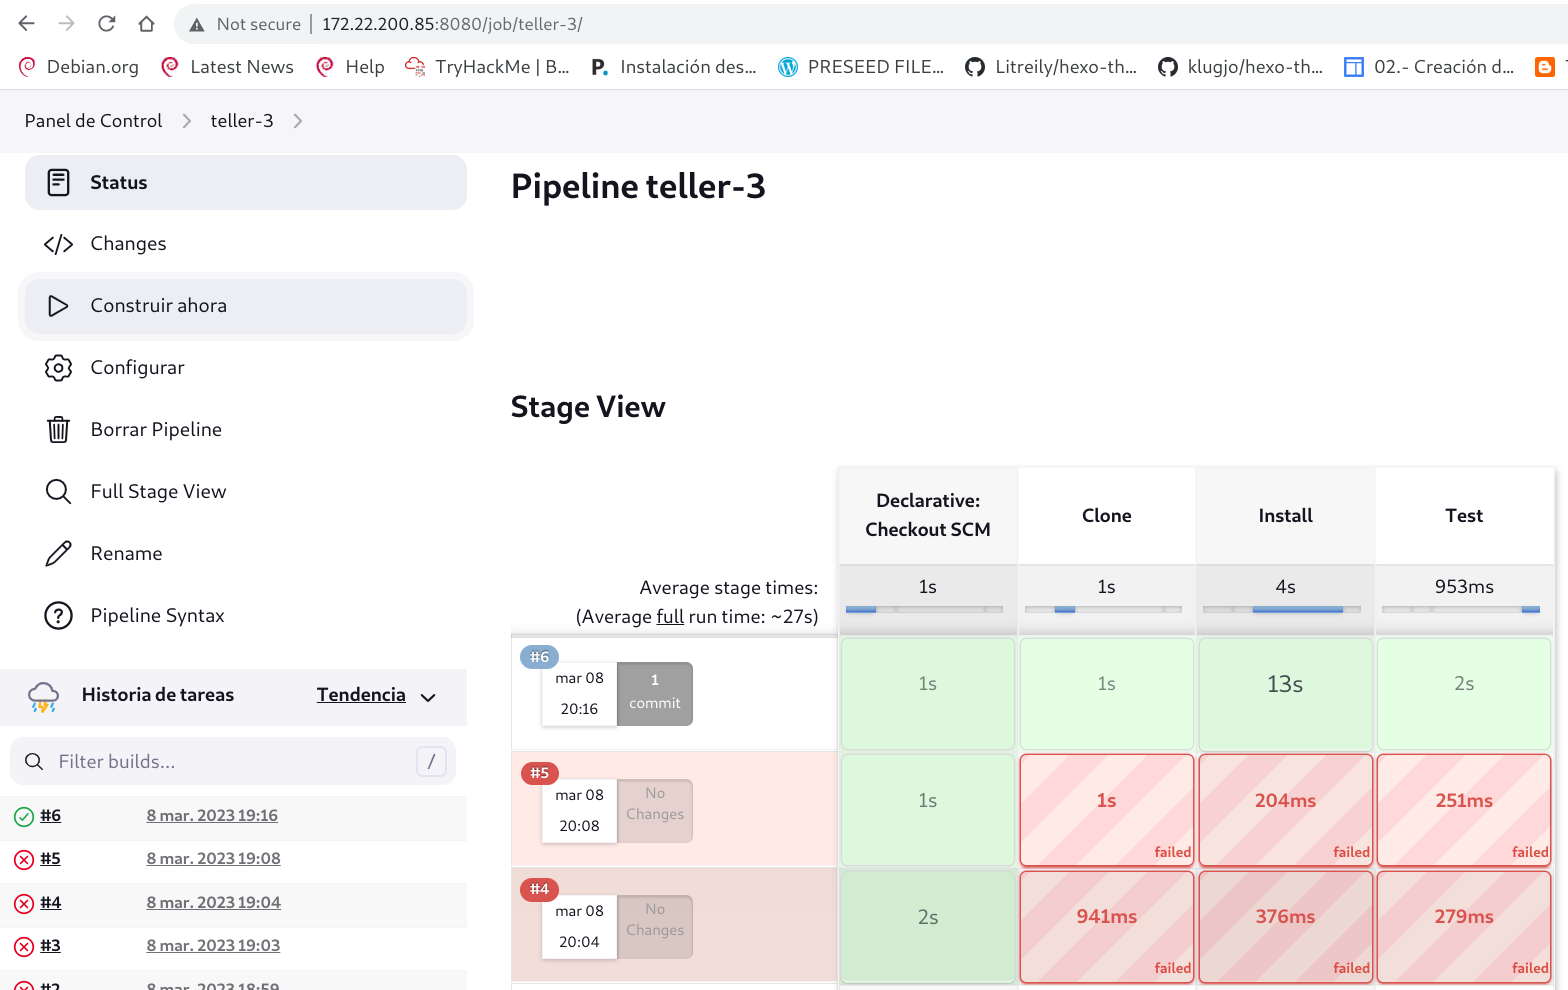 Not secure | 172.22.200.85:8080/job/teller-3/
Debian.org Latest News Help TryHackMe | B... P. Instalación des... PRESEED FILE... Litreily/hexo-th... klugjo/hexo-th... 02.- Creación d...
Panel de Control > teller-3 >
Status
Changes
Construir ahora
Configurar
Borrar Pipeline
Full Stage View
Rename
Pipeline Syntax
Historia de tareas Tendencia
Filter builds... /
#6 8 mar. 2023 19:16
#5 8 mar. 2023 19:08
#4 8 mar. 2023 19:04
#3 8 mar. 2023 19:03
#2 8 mar. 2023 18:59
Pipeline teller-3
Stage View
Declarative:
Checkout SCM
Clone
Install
Test
Average stage times:
(Average full run time: ~27s)
1s 1s 4s 953ms
#6
mar 08
20:16
1
commit
1s 1s 13s 2s
#5
mar 08
20:08
No
Changes
1s 1s 204ms 251ms
failed failed failed
#4
mar 08
20:04
No
Changes
2s 941ms 376ms 279ms
failed failed failed